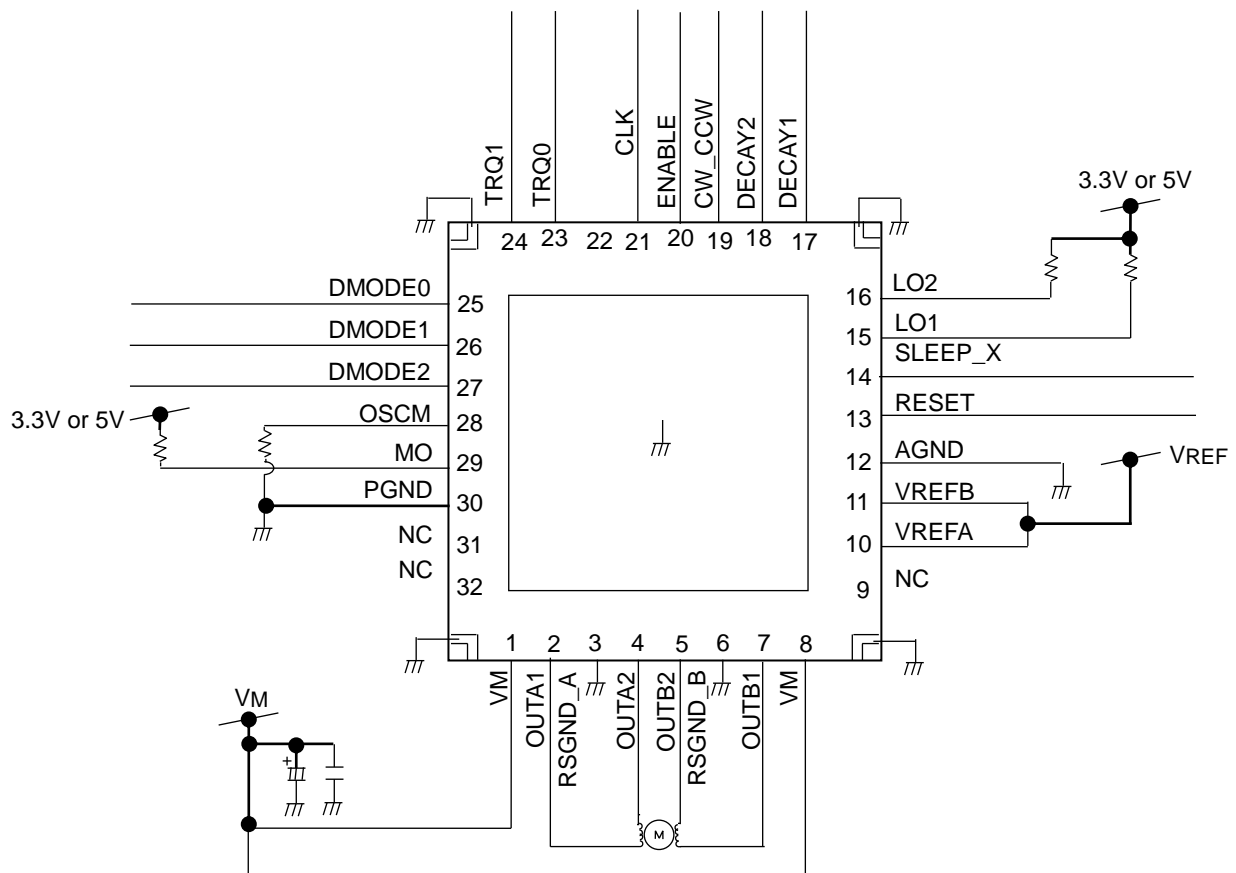 TRQ1
TRQ0
CLK
ENABLE
CW_CCW
DECAY2
DECAY1
3.3V or 5V
24
23
22
21
20
19
18
17
DMODE0
25
16
LO2
DMODE1
26
15
LO1
SLEEP_X
DMODE2
27
14
3.3V or 5V
OSCM
28
13
RESET
MO
29
12
AGND
VREF
PGND
30
11
VREFB
NC
31
10
VREFA
NC
32
9
NC
1
2
3
4
5
6
7
8
VM
OUTA1
RSGND_A
OUTA2
OUTB2
RSGND_B
OUTB1
VM
VM
+
M